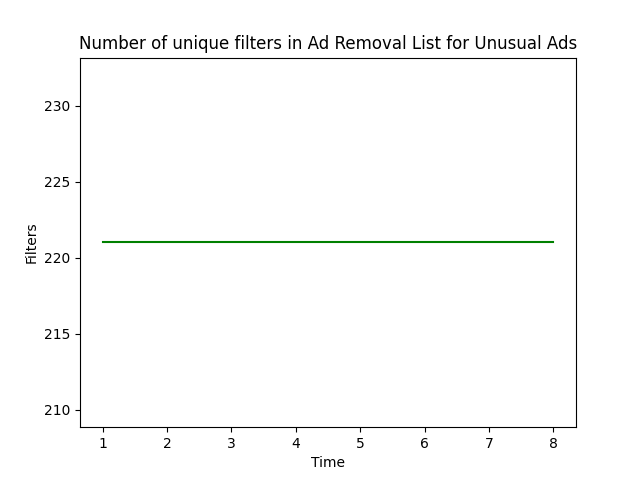 Number of unique filters in Ad Removal List for Unusual Ads
230
225
220
215
210
Filters
1 2 3 4 5 6 7 8
Time